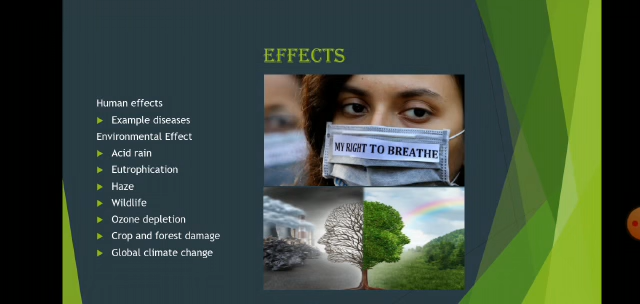 EFFECTS
Human effects
Example diseases
Environmental Effect
Acid rain
Eutrophication
Haze
Wildlife
Ozone depletion
Crop and forest damage
Global climate change
MY RIGHT TO BREATHE